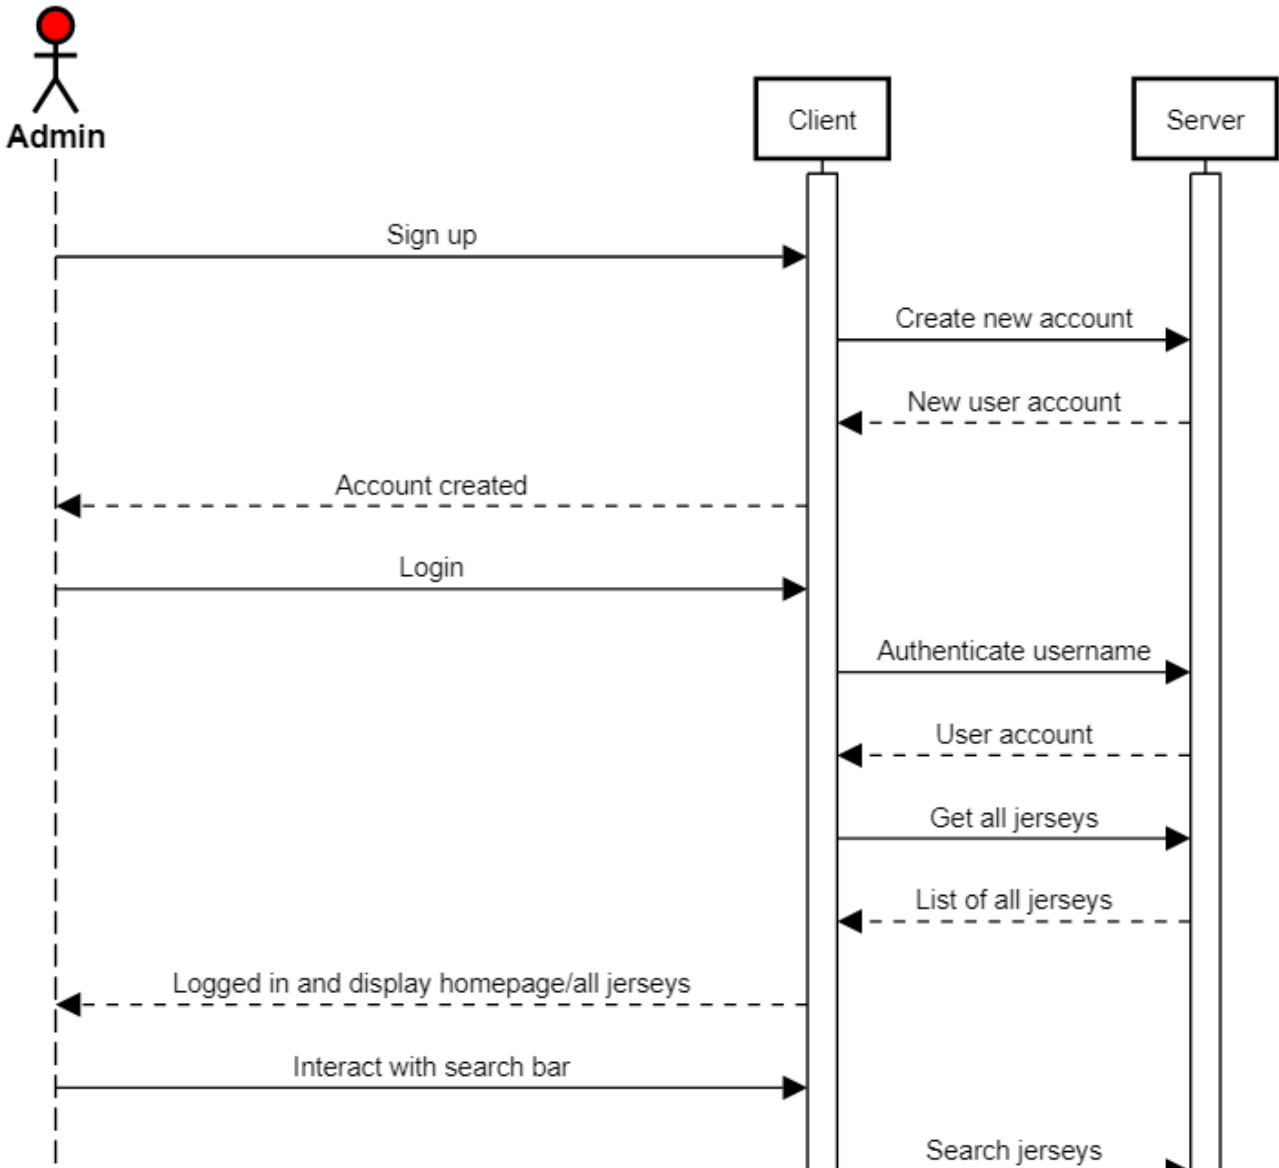 Admin
Client
Server
Sign up
Create new account
New user account
Account created
Login
Authenticate username
User account
Get all jerseys
List of all jerseys
Logged in and display homepage/all jerseys
Interact with search bar
Search jerseys